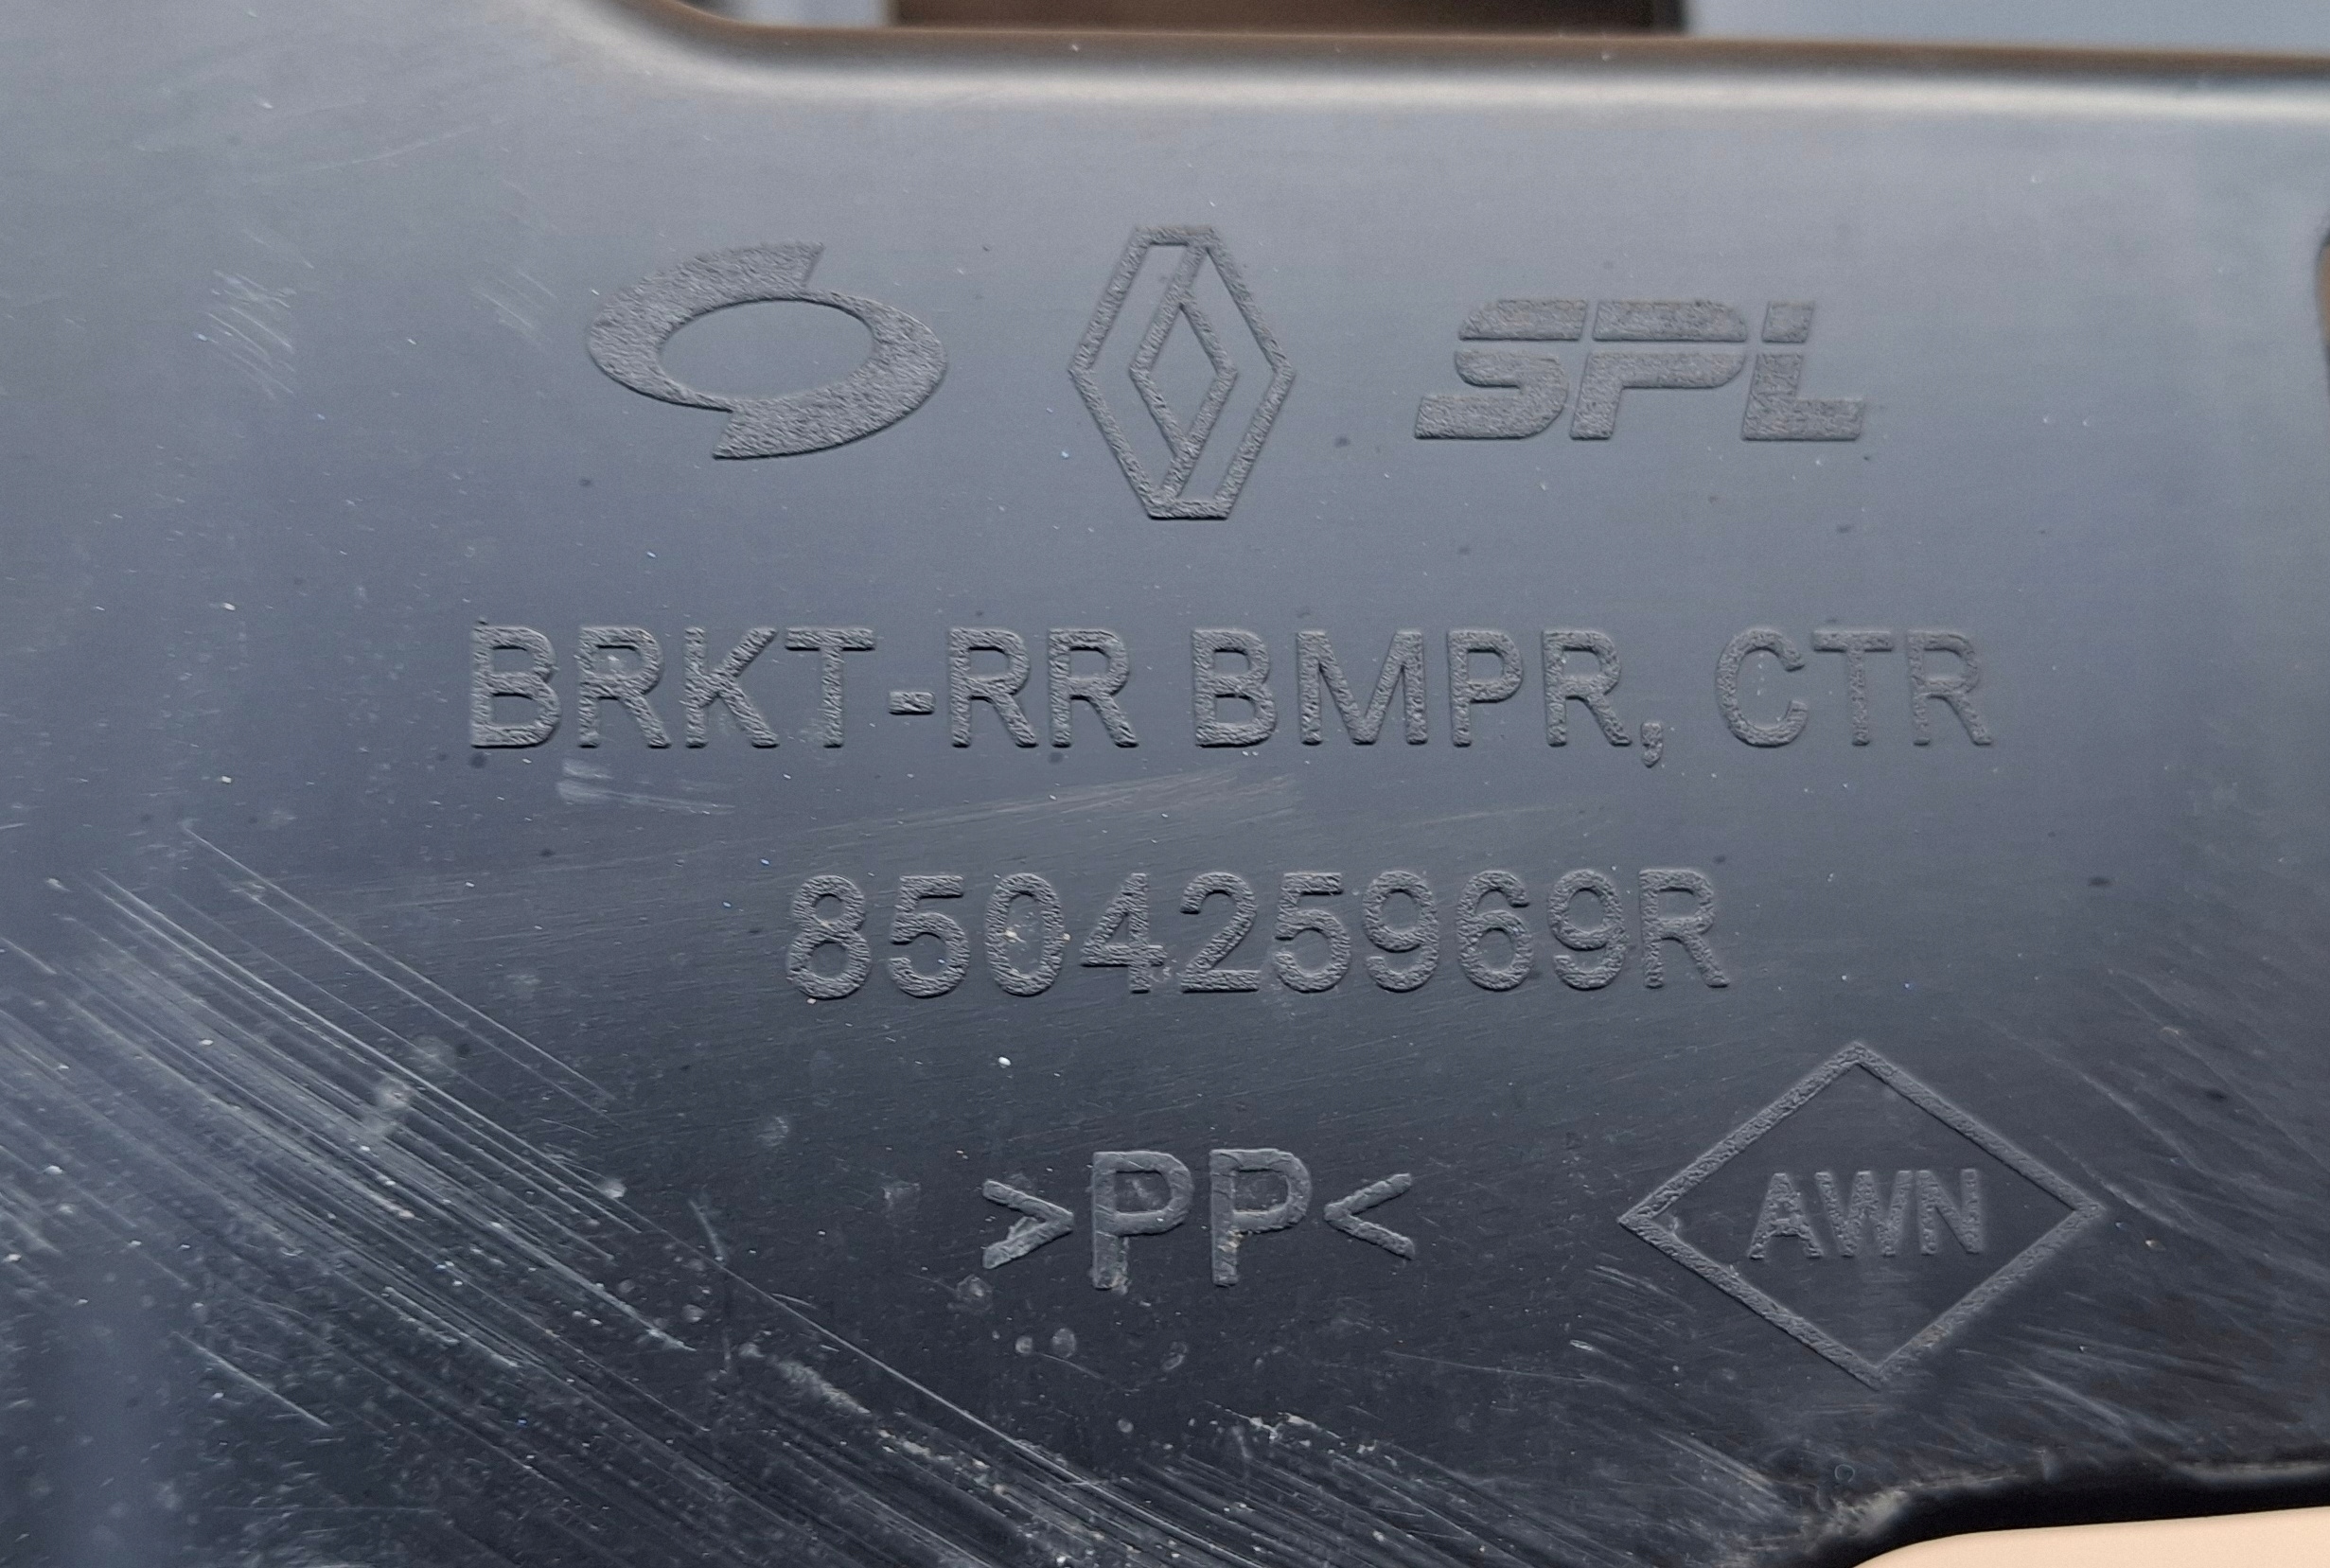 SPL
BRKT-RR BMPR, CTR
850425969R
>PP<
AWN